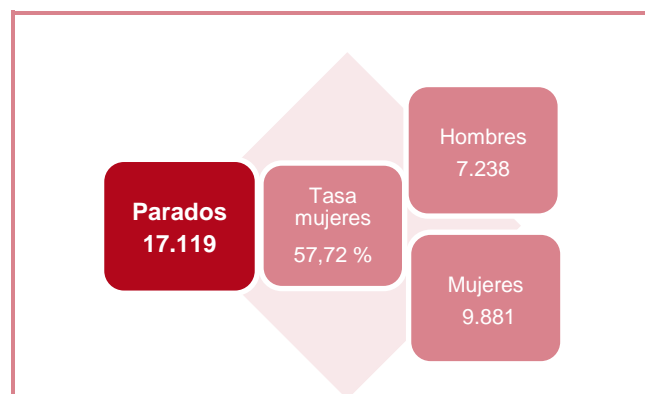 Parados
17.119
Tasa
mujeres
57,72 %
Hombres
7.238
Mujeres
9.881